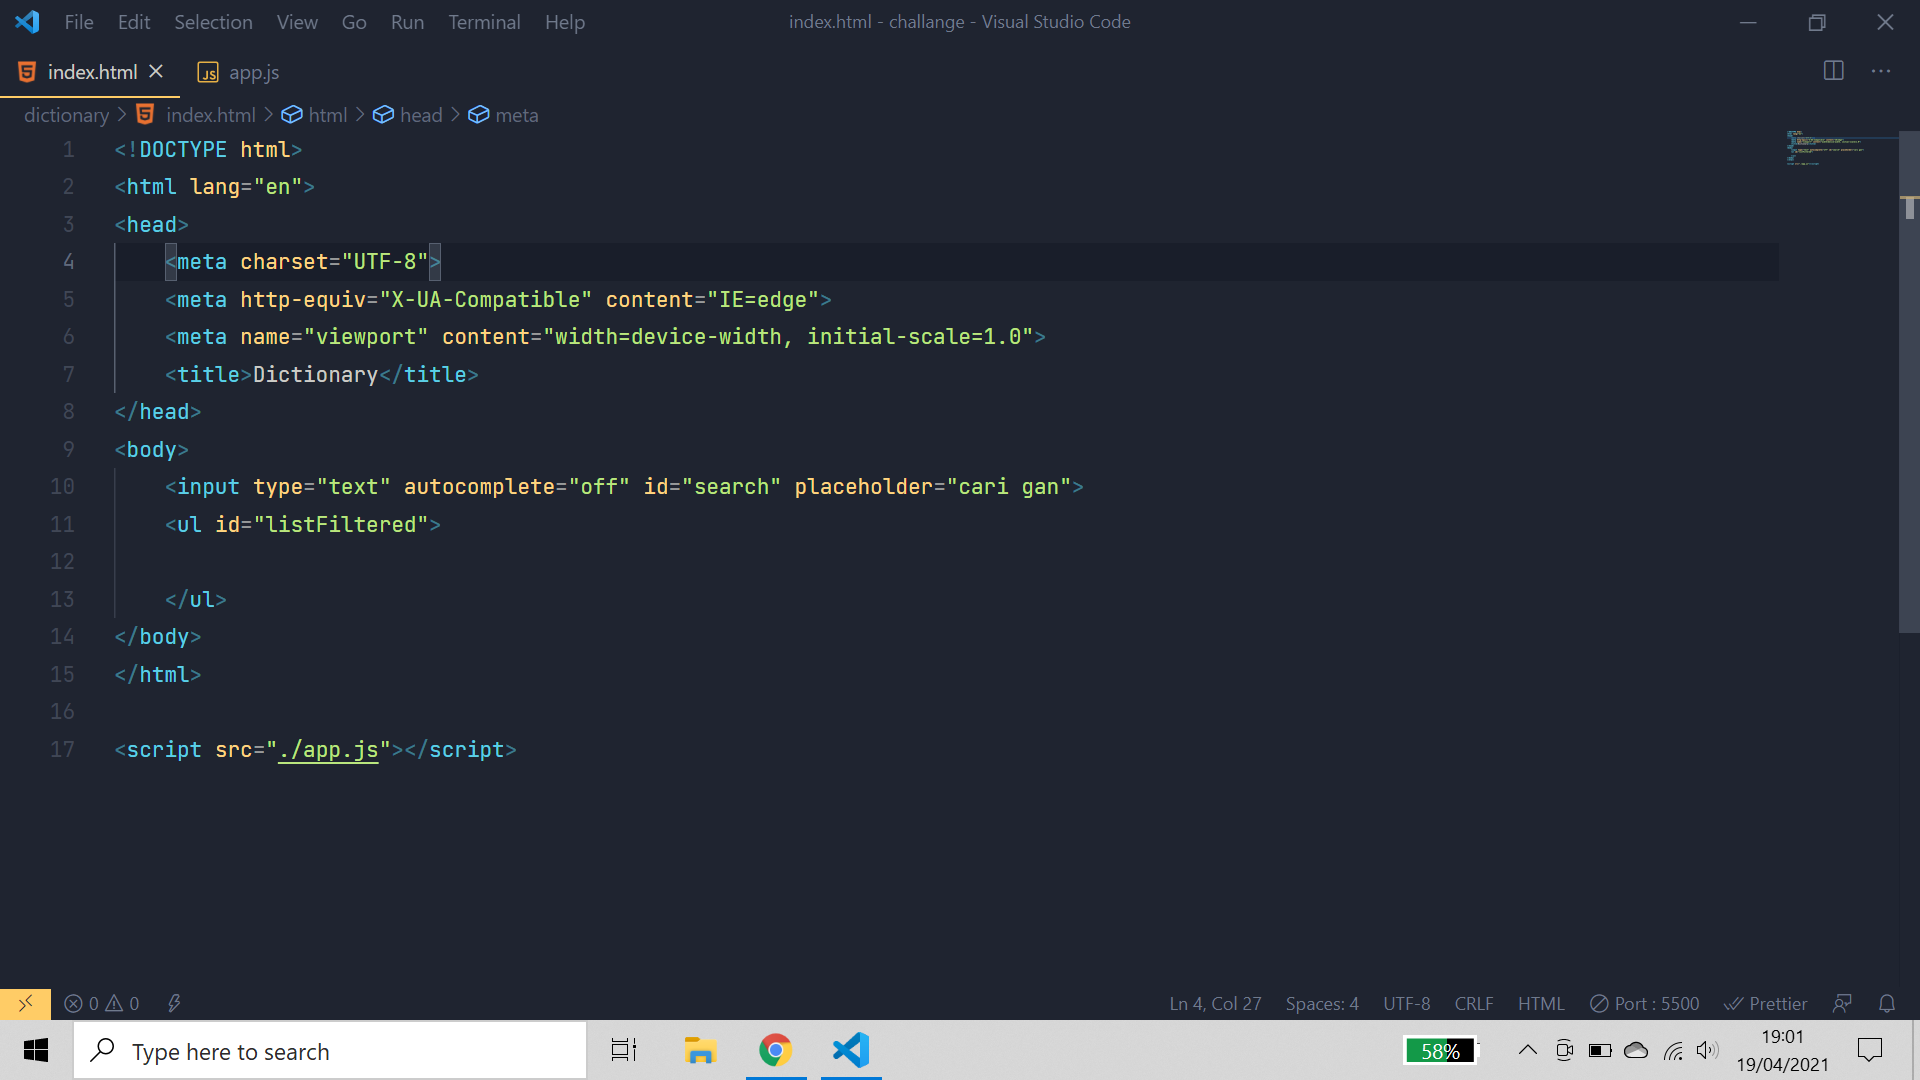 File Edit Selection View Go Run Terminal Help index.html - challange - Visual Studio Code
index.html app.js
dictionary > index.html > html > head > meta
1 <!DOCTYPE html>
2 <html lang="en">
3 <head>
4 <meta charset="UTF-8">
5 <meta http-equiv="X-UA-Compatible" content="IE=edge">
6 <meta name="viewport" content="width=device-width, initial-scale=1.0">
7 <title>Dictionary</title>
8 </head>
9 <body>
10 <input type="text" autocomplete="off" id="search" placeholder="cari gan">
11 <ul id="listFiltered">
12
13 </ul>
14 </body>
15 </html>
16
17 <script src="./app.js"></script>
0 0 Ln 4, Col 27 Spaces: 4 UTF-8 CRLF HTML Port : 5500 Prettier
Type here to search 58% 19:01
19/04/2021